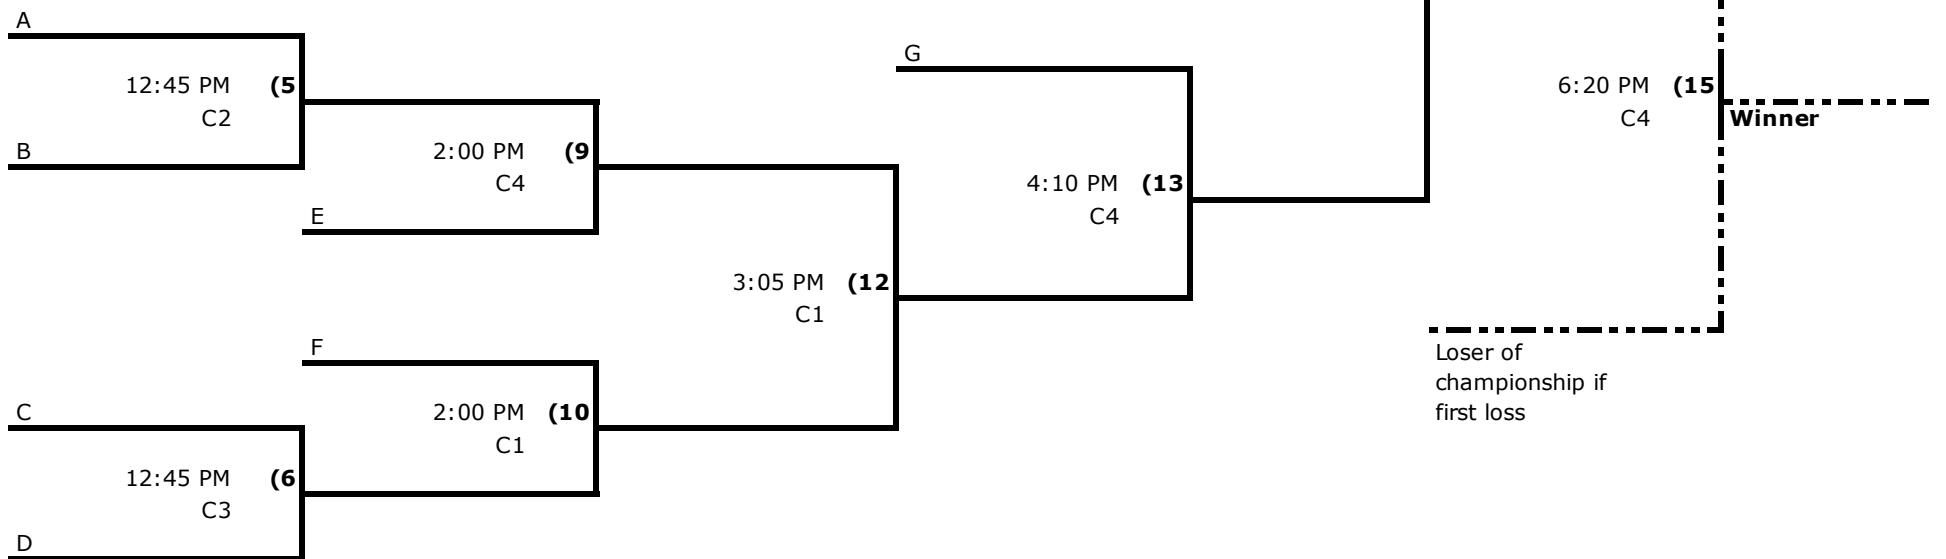 A
12:45 PM (5
C2
B
2:00 PM (9
C4
E
G
4:10 PM (13
C4
6:20 PM (15
C4
Winner
3:05 PM (12
C1
F
2:00 PM (10
C1
C
12:45 PM (6
C3
D
Loser of
championship if
first loss